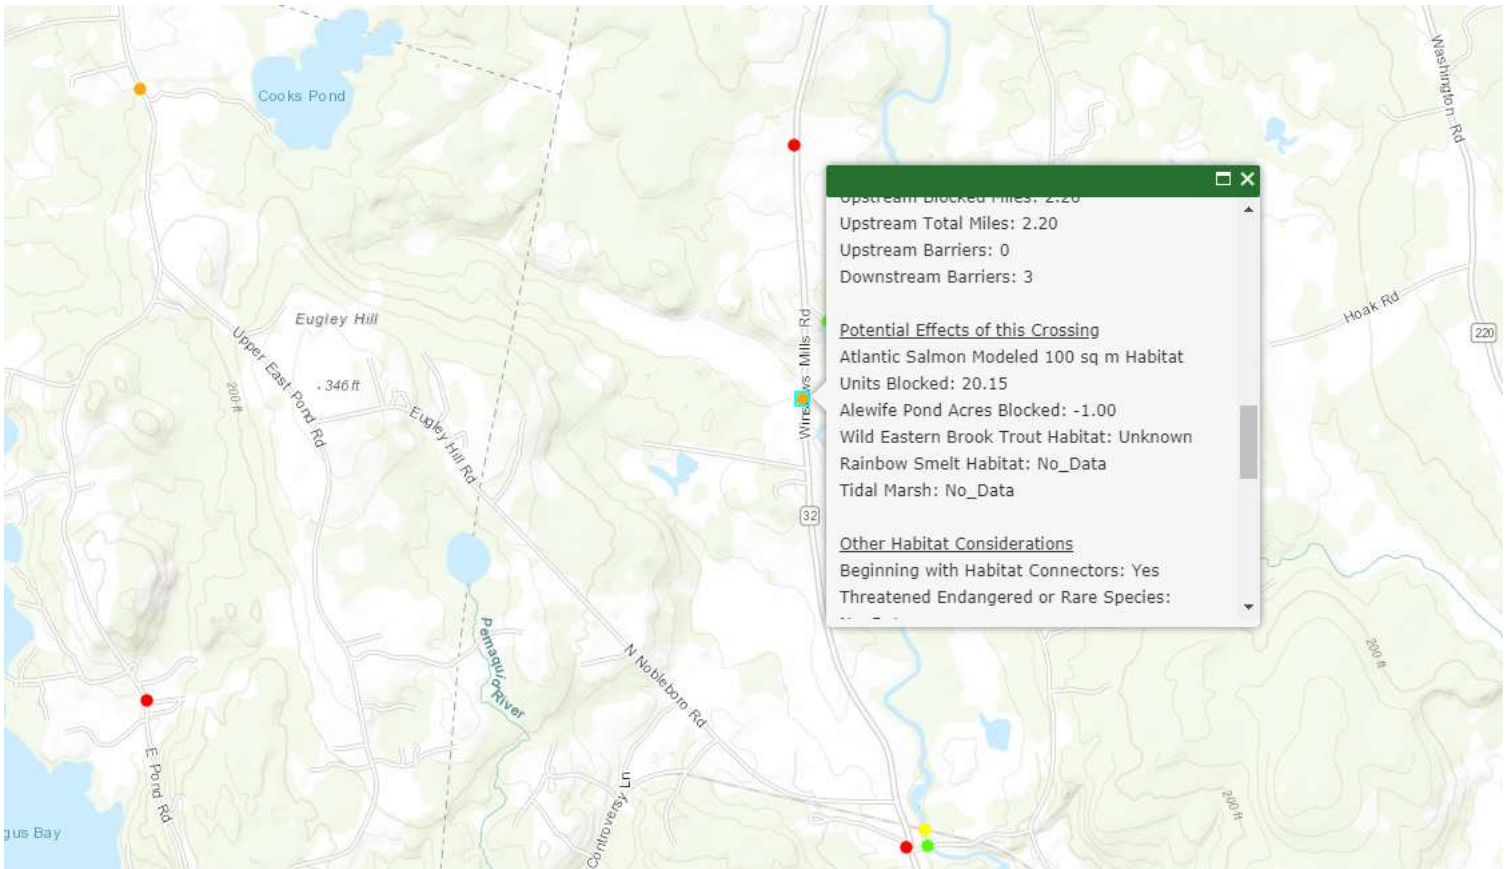 Cooks Pond
Washington Rd
Upstream Blocked Miles: 2.20
Upstream Total Miles: 2.20
Upstream Barriers: 0
Downstream Barriers: 3
Potential Effects of this Crossing
Atlantic Salmon Modeled 100 sq m Habitat
Units Blocked: 20.15
Alewife Pond Acres Blocked: -1.00
Wild Eastern Brook Trout Habitat: Unknown
Rainbow Smelt Habitat: No_Data
Tidal Marsh: No_Data
Other Habitat Considerations
Beginning with Habitat Connectors: Yes
Threatened Endangered or Rare Species:
Hoak Rd
220
Eugley Hill
346 ft
Upper East Pond Rd
200 ft
Eugley Hill Rd
Mills Rd
32
Pemaquid River
N Nobleboro Rd
200 ft
200 ft
E Pond Rd
Controversy Ln
gus Bay